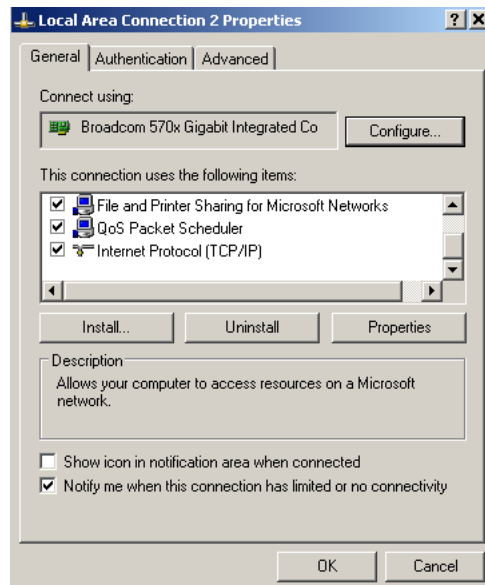 Local Area Connection 2 Properties
General Authentication Advanced
Connect using:
Broadcom 570x Gigabit Integrated Co Configure...
This connection uses the following items:
File and Printer Sharing for Microsoft Networks
QoS Packet Scheduler
Internet Protocol (TCP/IP)
Install... Uninstall Properties
Description
Allows your computer to access resources on a Microsoft
network.
Show icon in notification area when connected
Notify me when this connection has limited or no connectivity
OK Cancel